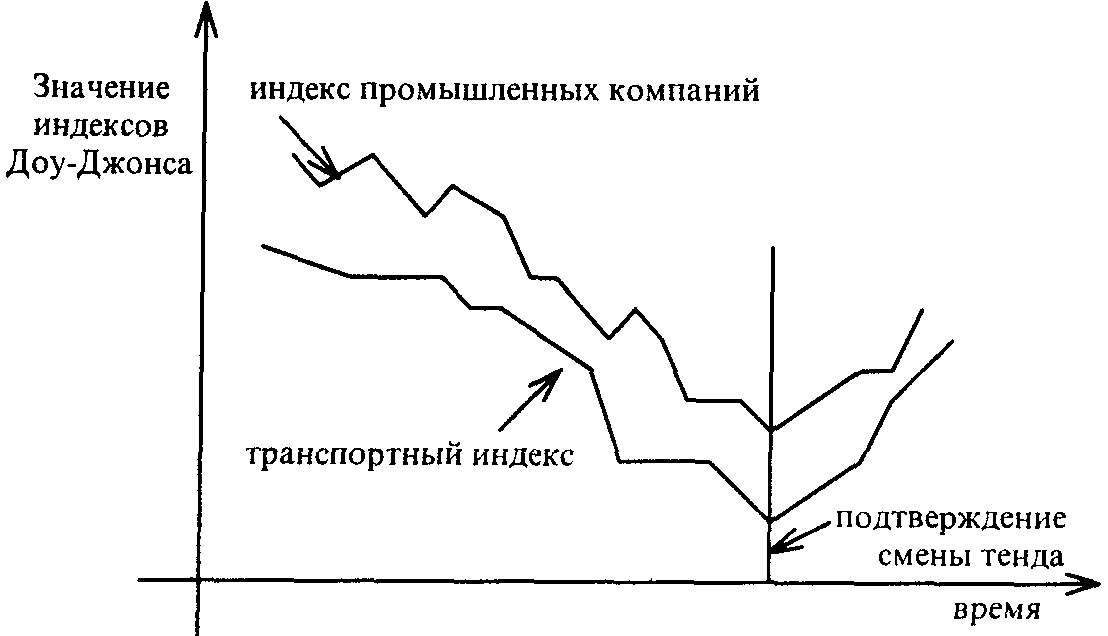 Значение
индексов
Доу-Джонса
индекс промышленных компаний
транспортный индекс
подтверждение
смены тенда
время